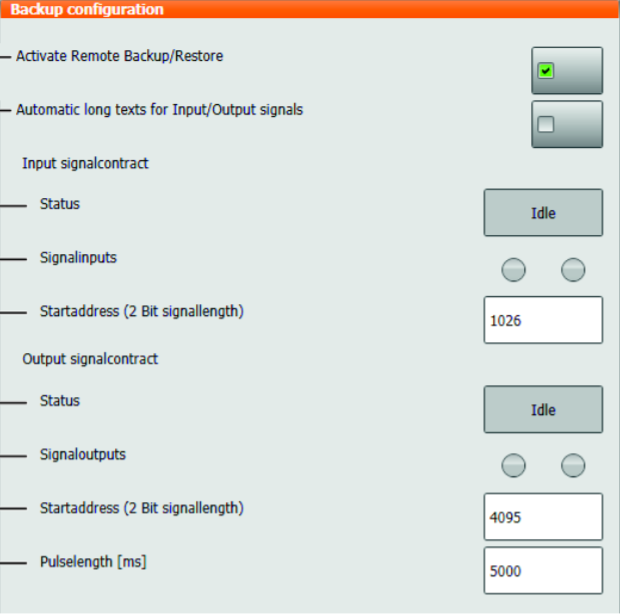 Backup configuration
Activate Remote Backup/Restore
Automatic long texts for Input/Output signals
Input signalcontract
Status Idle
Signalinputs
Startaddress (2 Bit signallength) 1026
Output signalcontract
Status Idle
Signaloutputs
Startaddress (2 Bit signallength) 4095
Pulselength [ms] 5000